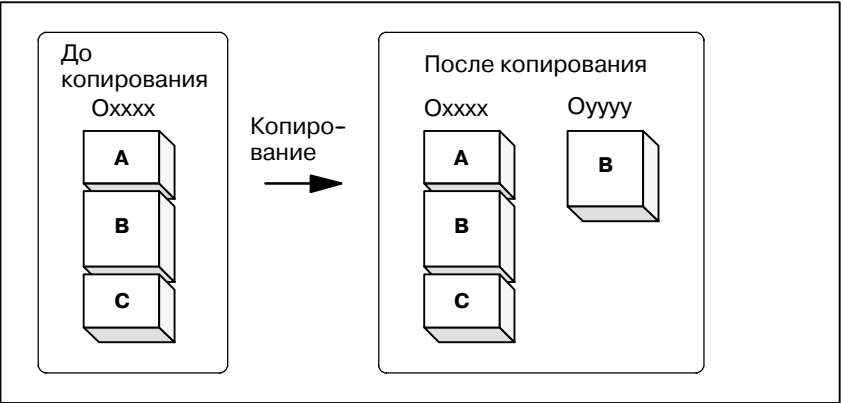 До
копирования
Oxxxx
A
B
C
Копиро-
вание
После копирования
Oxxxx
Oyyyy
A
B
C
B